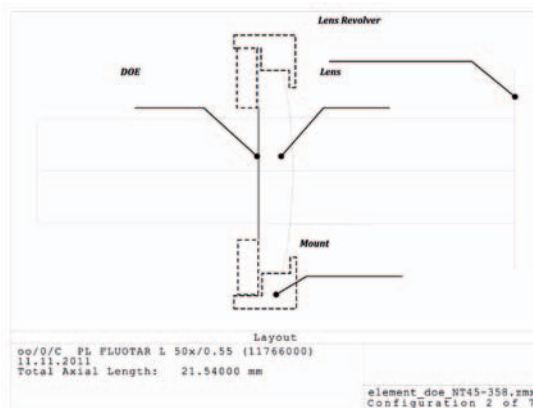 Lens Revolver
DOE
Lens
Mount
Layout
oo/0/C PL FLUOTAR L 50x/0.55 (11766000)
11.11.2011
Total Axial Length: 21.54000 mm
element_doe_NT45-358.zmx
Configuration 2 of 7